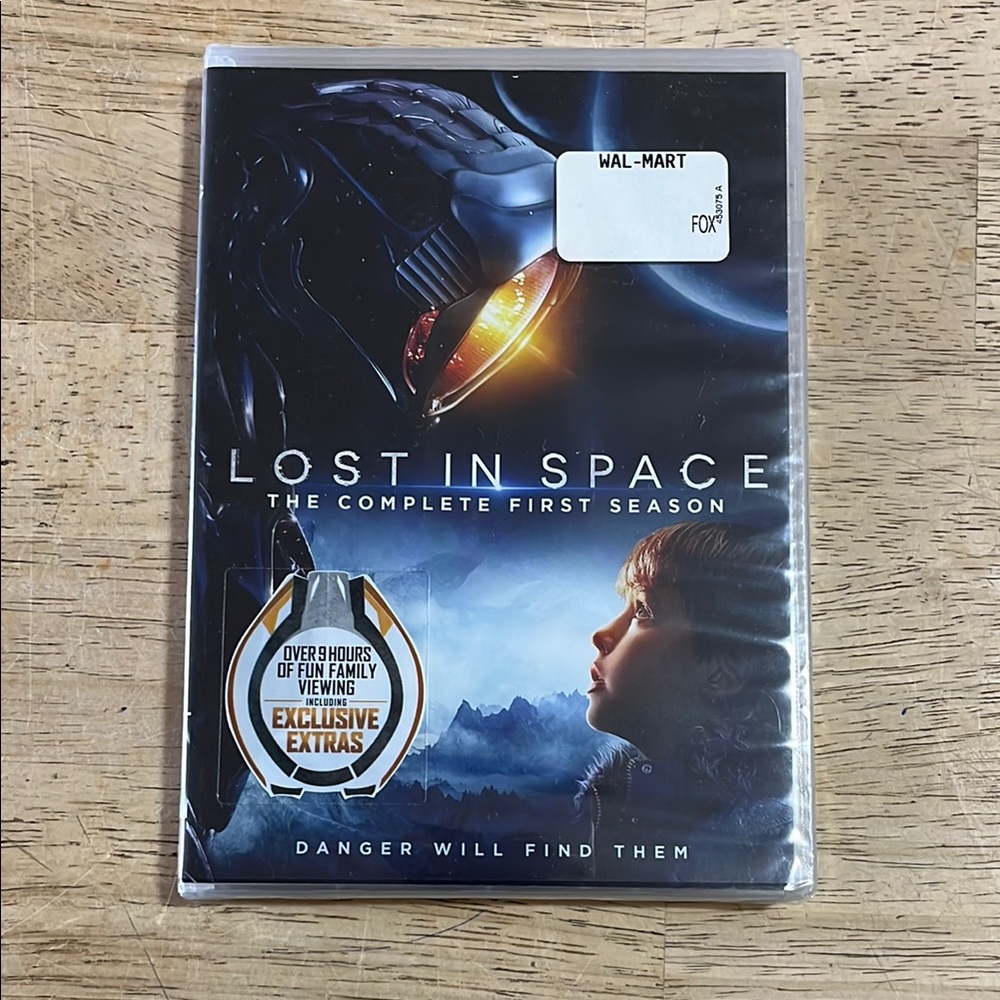 WAL-MART
FOX
453075 A
LOST IN SPACE
THE COMPLETE FIRST SEASON
OVER 9 HOURS
OF FUN FAMILY
VIEWING
INCLUDING
EXCLUSIVE
EXTRAS
DANGER WILL FIND THEM